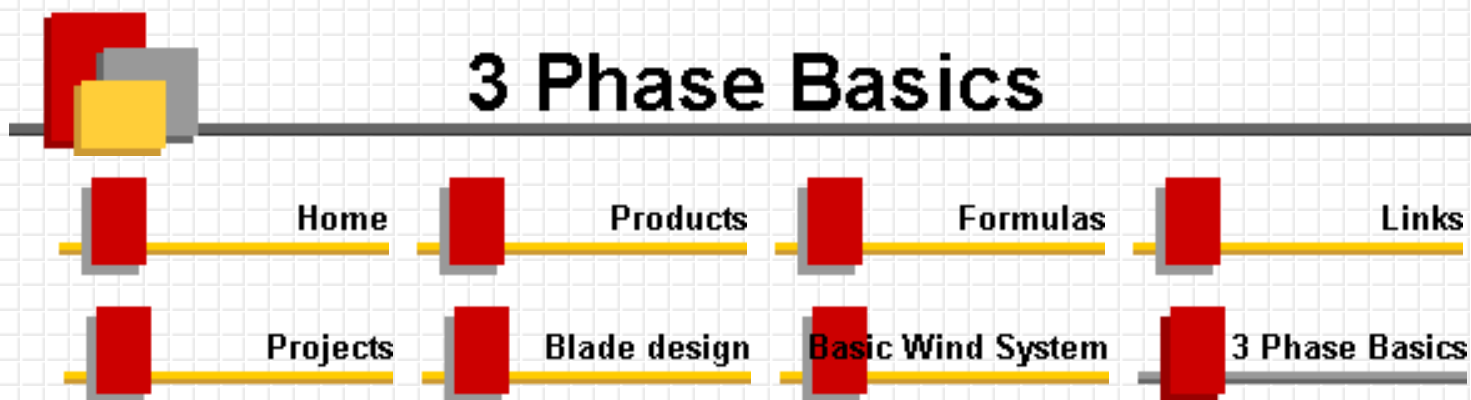 3 Phase Basics
Home Products Formulas Links
Projects Blade design Basic Wind System 3 Phase Basics